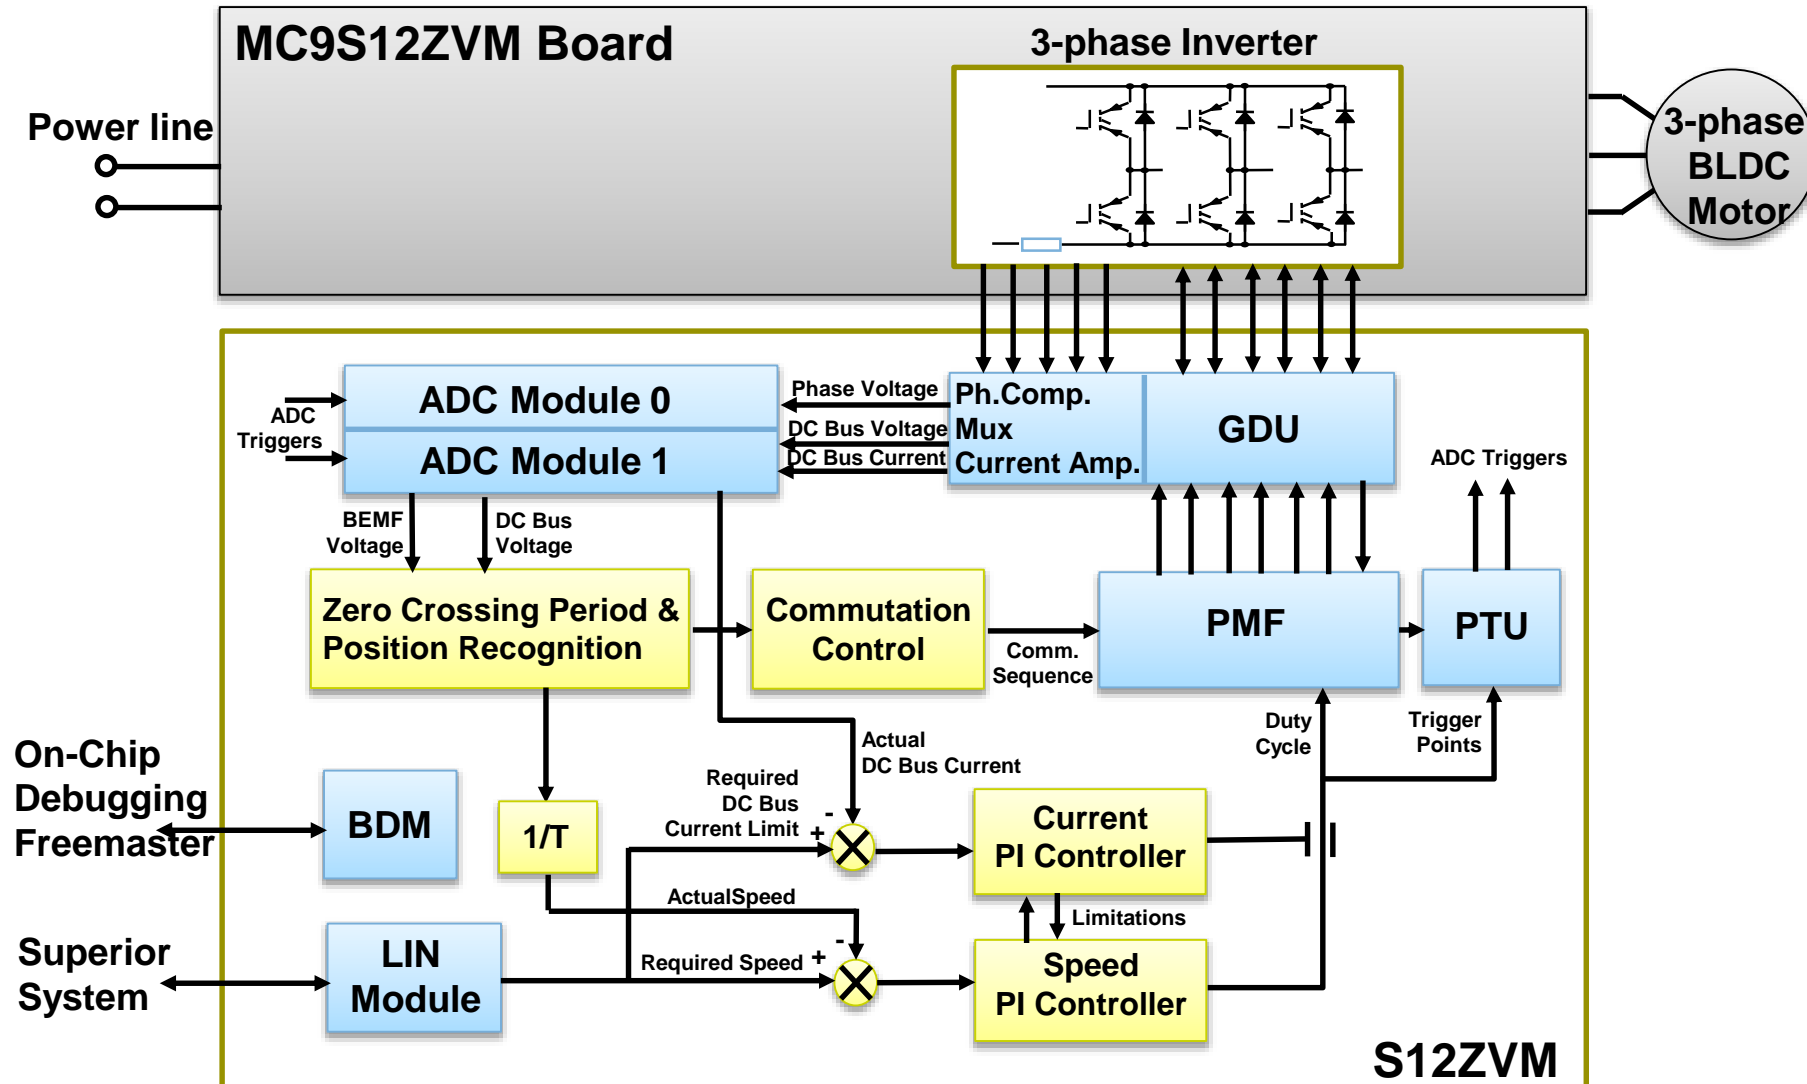 MC9S12ZVM Board
3-phase Inverter
Power line
3-phase
BLDC
Motor
ADC Module 0
ADC Module 1
ADC
Triggers
Phase Voltage
DC Bus Voltage
DC Bus Current
Ph.Comp.
Mux
Current Amp.
GDU
ADC Triggers
BEMF
Voltage
DC Bus
Voltage
Zero Crossing Period &
Position Recognition
Commutation
Control
Comm.
Sequence
PMF
PTU
Duty
Cycle
Trigger
Points
Actual
DC Bus Current
On-Chip
Debugging
Freemaster
BDM
1/T
Required
DC Bus
Current Limit
-
+
Current
PI Controller
ActualSpeed
Limitations
Superior
System
LIN
Module
Required Speed
-
+
Speed
PI Controller
S12ZVM